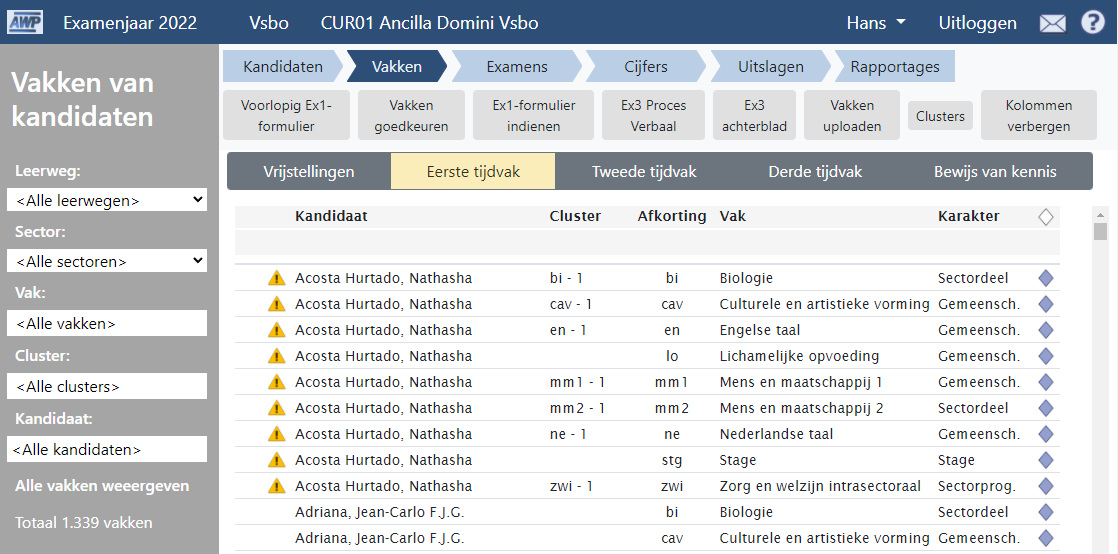 AWP Examenjaar 2022 Vsbo CUR01 Ancilla Domini Vsbo Hans Uitloggen ?
Vakken van
kandidaten
Leerweg:
<Alle leerwegen>
Sector:
<Alle sectoren>
Vak:
<Alle vakken>
Cluster:
<Alle clusters>
Kandidaat:
<Alle kandidaten>
Alle vakken weeergeven
Totaal 1.339 vakken
Kandidaten Vakken Examens Cijfers Uitslagen Rapportages
Voorlopig Ex1-
formulier
Vakken
goedkeuren
Ex1-formulier
indienen
Ex3 Proces
Verbaal
Ex3
achterblad
Vakken
uploaden
Clusters
Kolommen
verbergen
Vrijstellingen Eerste tijdvak Tweede tijdvak Derde tijdvak Bewijs van kennis
Kandidaat Cluster Afkorting Vak Karakter
Acosta Hurtado, Nathasha bi - 1 bi Biologie Sectordeel
Acosta Hurtado, Nathasha cav - 1 cav Culturele en artistieke vorming Gemeensch.
Acosta Hurtado, Nathasha en - 1 en Engelse taal Gemeensch.
Acosta Hurtado, Nathasha lo Lichamelijke opvoeding Gemeensch.
Acosta Hurtado, Nathasha mm1 - 1 mm1 Mens en maatschappij 1 Gemeensch.
Acosta Hurtado, Nathasha mm2 - 1 mm2 Mens en maatschappij 2 Sectordeel
Acosta Hurtado, Nathasha ne - 1 ne Nederlandse taal Gemeensch.
Acosta Hurtado, Nathasha stg Stage Stage
Acosta Hurtado, Nathasha zwi - 1 zwi Zorg en welzijn intrasectoraal Sectorprog.
Adriana, Jean-Carlo F.J.G. bi Biologie Sectordeel
Adriana, Jean-Carlo F.J.G. cav Culturele en artistieke vorming Gemeensch.